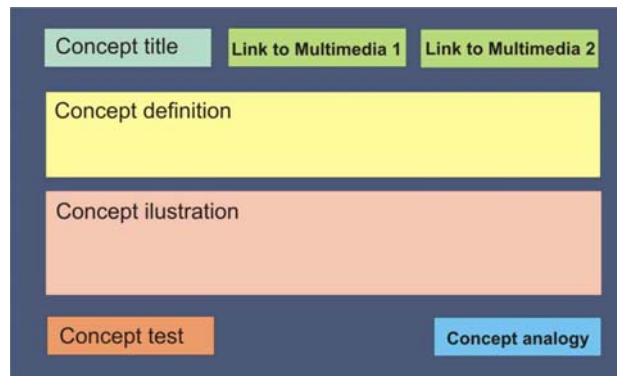 Concept title
Link to Multimedia 1
Link to Multimedia 2
Concept definition
Concept ilustration
Concept test
Concept analogy